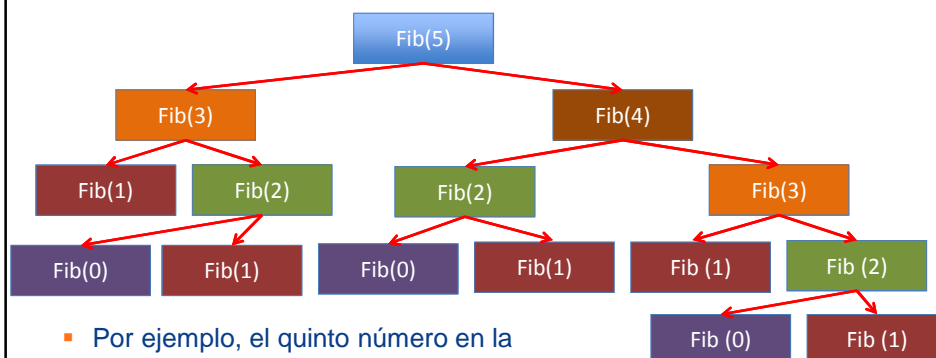 Fib(5)
Fib(3) Fib(4)
Fib(1) Fib(2) Fib(2) Fib(3)
Fib(0) Fib(1) Fib(0) Fib(1) Fib (1) Fib (2)
Fib (0) Fib (1)
▪ Por ejemplo, el quinto número en la